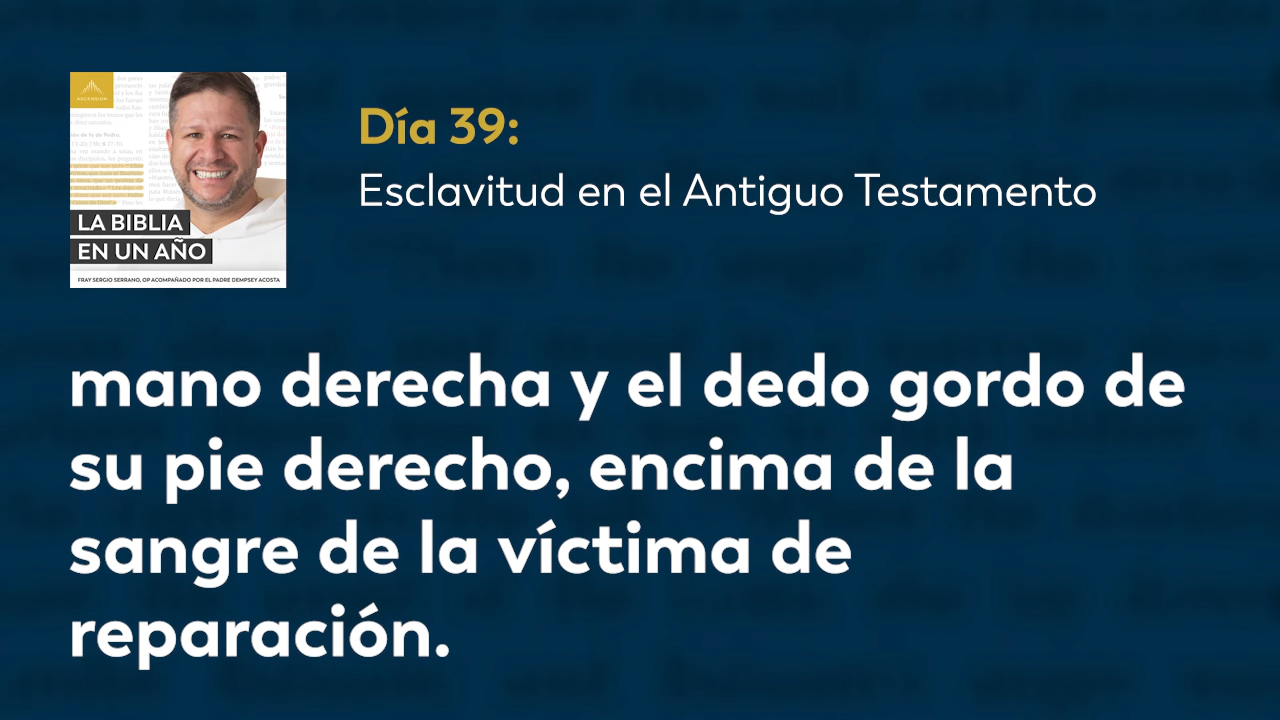 ASCENSION
LA BIBLIA
EN UN AÑO
FRAY SERGIO SERRANO, OP ACOMPAÑADO POR EL PADRE DEMPSEY ACOSTA
Día 39:
Esclavitud en el Antiguo Testamento
mano derecha y el dedo gordo de
su pie derecho, encima de la
sangre de la víctima de
reparación.